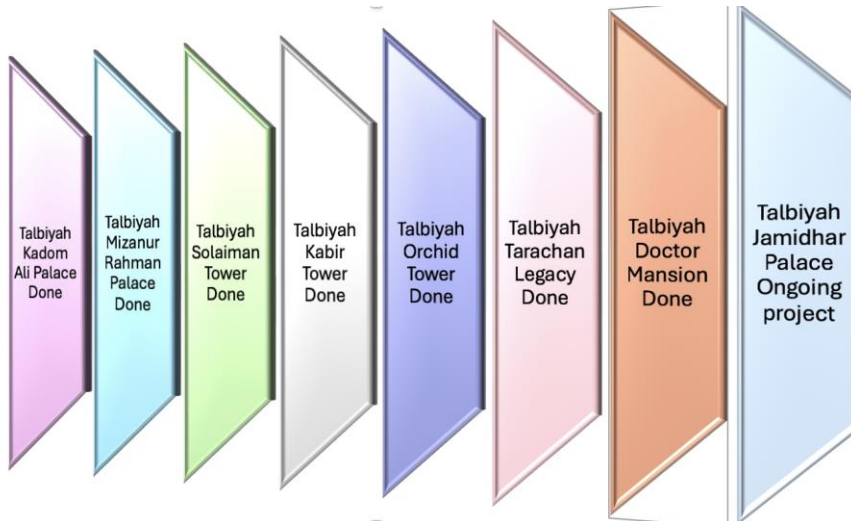 Talbiyah
Kadom
Ali Palace
Done
Talbiyah
Mizanur
Rahman
Palace
Done
Talbiyah
Solaiman
Tower
Done
Talbiyah
Kabir
Tower
Done
Talbiyah
Orchid
Tower
Done
Talbiyah
Tarachan
Legacy
Done
Talbiyah
Doctor
Mansion
Done
Talbiyah
Jamidhar
Palace
Ongoing
project